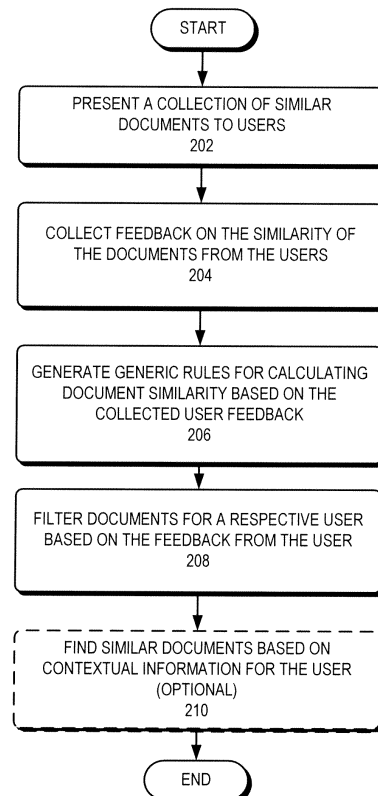 START
PRESENT A COLLECTION OF SIMILAR
DOCUMENTS TO USERS
202
COLLECT FEEDBACK ON THE SIMILARITY OF
THE DOCUMENTS FROM THE USERS
204
GENERATE GENERIC RULES FOR CALCULATING
DOCUMENT SIMILARITY BASED ON THE
COLLECTED USER FEEDBACK
206
FILTER DOCUMENTS FOR A RESPECTIVE USER
BASED ON THE FEEDBACK FROM THE USER
208
FIND SIMILAR DOCUMENTS BASED ON
CONTEXTUAL INFORMATION FOR THE USER
(OPTIONAL)
210
END